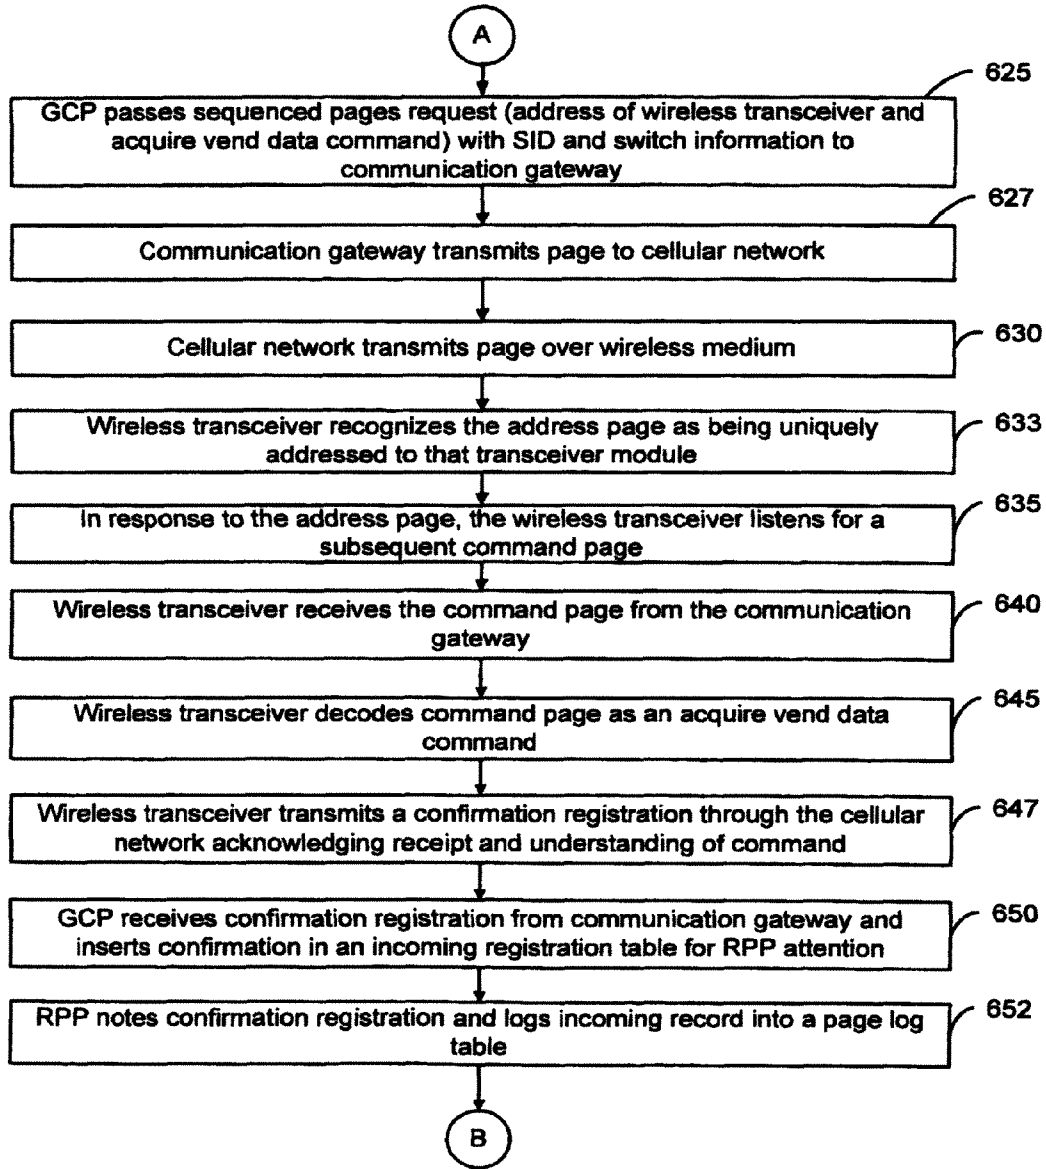 A
625
GCP passes sequenced pages request (address of wireless transceiver and
acquire vend data command) with SID and switch information to
communication gateway
627
Communication gateway transmits page to cellular network
Cellular network transmits page over wireless medium
630
Wireless transceiver recognizes the address page as being uniquely
addressed to that transceiver module
633
In response to the address page, the wireless transceiver listens for a
subsequent command page
635
Wireless transceiver receives the command page from the communication
gateway
640
Wireless transceiver decodes command page as an acquire vend data
command
645
Wireless transceiver transmits a confirmation registration through the cellular
network acknowledging receipt and understanding of command
647
GCP receives confirmation registration from communication gateway and
inserts confirmation in an incoming registration table for RPP attention
650
RPP notes confirmation registration and logs incoming record into a page log
table
652
B